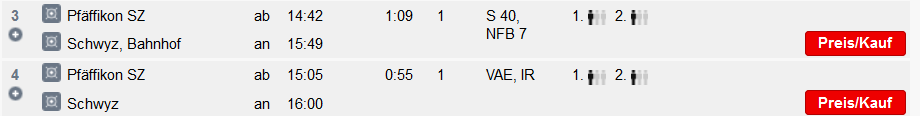 3 Pfäffikon SZ ab 14:42 1:09 1 S 40, 1. 2.
NFB 7
Schwyz, Bahnhof an 15:49 Preis/Kauf
4 Pfäffikon SZ ab 15:05 0:55 1 VAE, IR 1. 2.
Schwyz an 16:00 Preis/Kauf